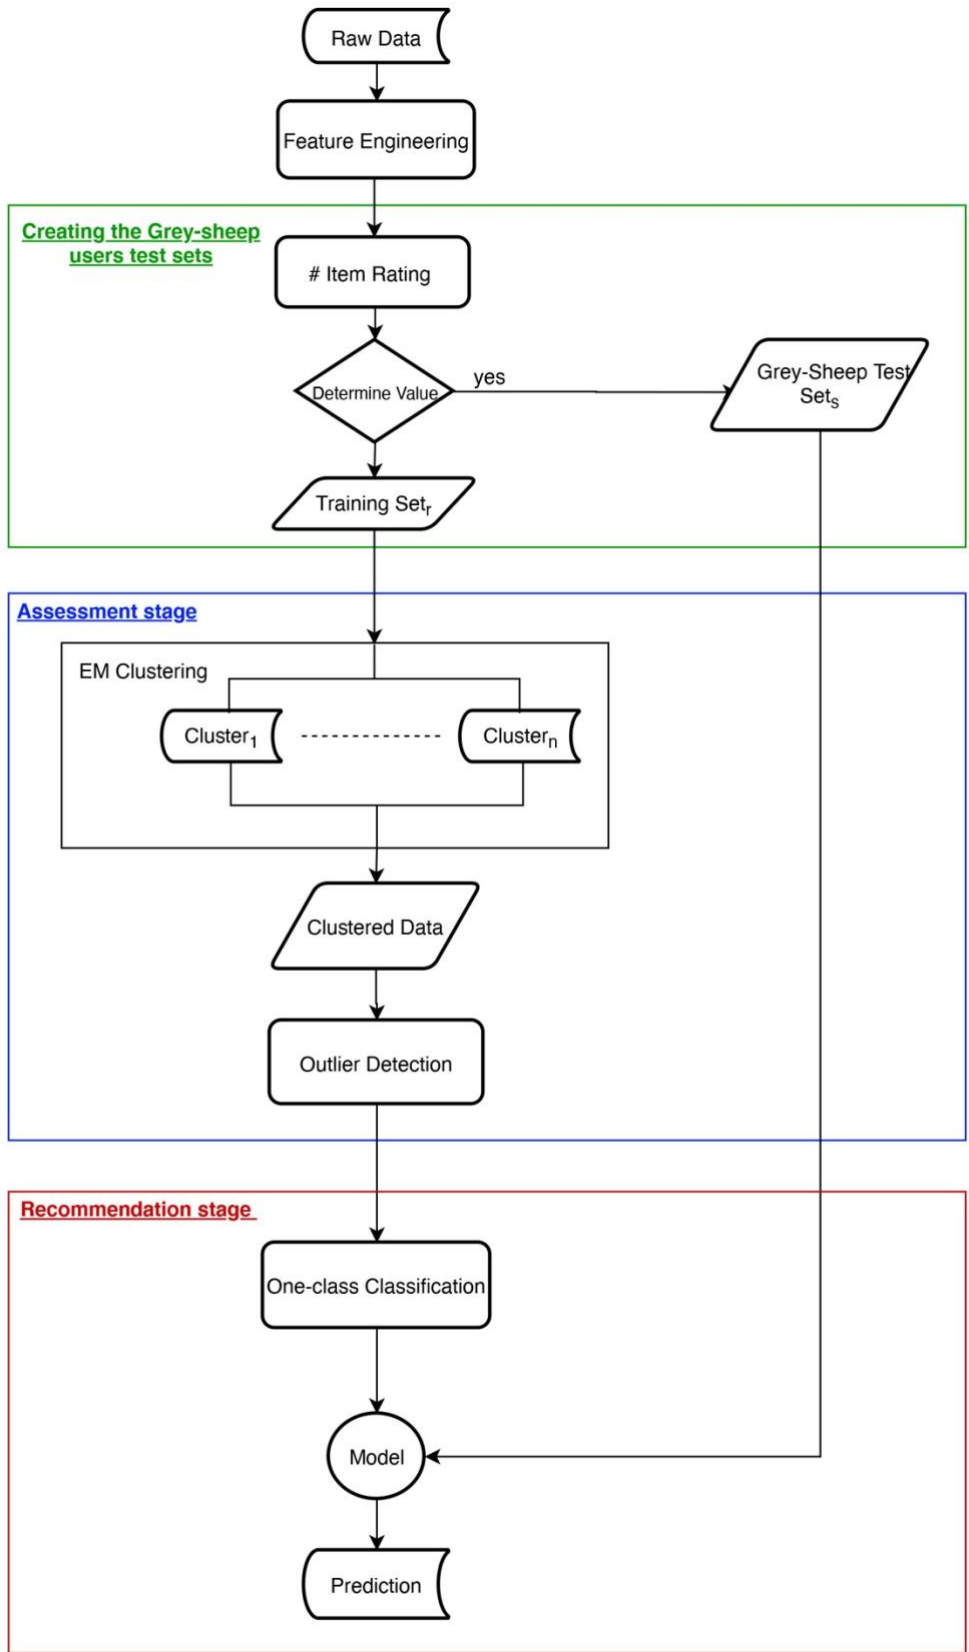 Raw Data
Feature Engineering
Creating the Grey-sheep
users test sets
# Item Rating
Determine Value
yes
Grey-Sheep Test
Sets
Training Setr
Assessment stage
EM Clustering
Cluster1
Clustern
Clustered Data
Outlier Detection
Recommendation stage
One-class Classification
Model
Prediction